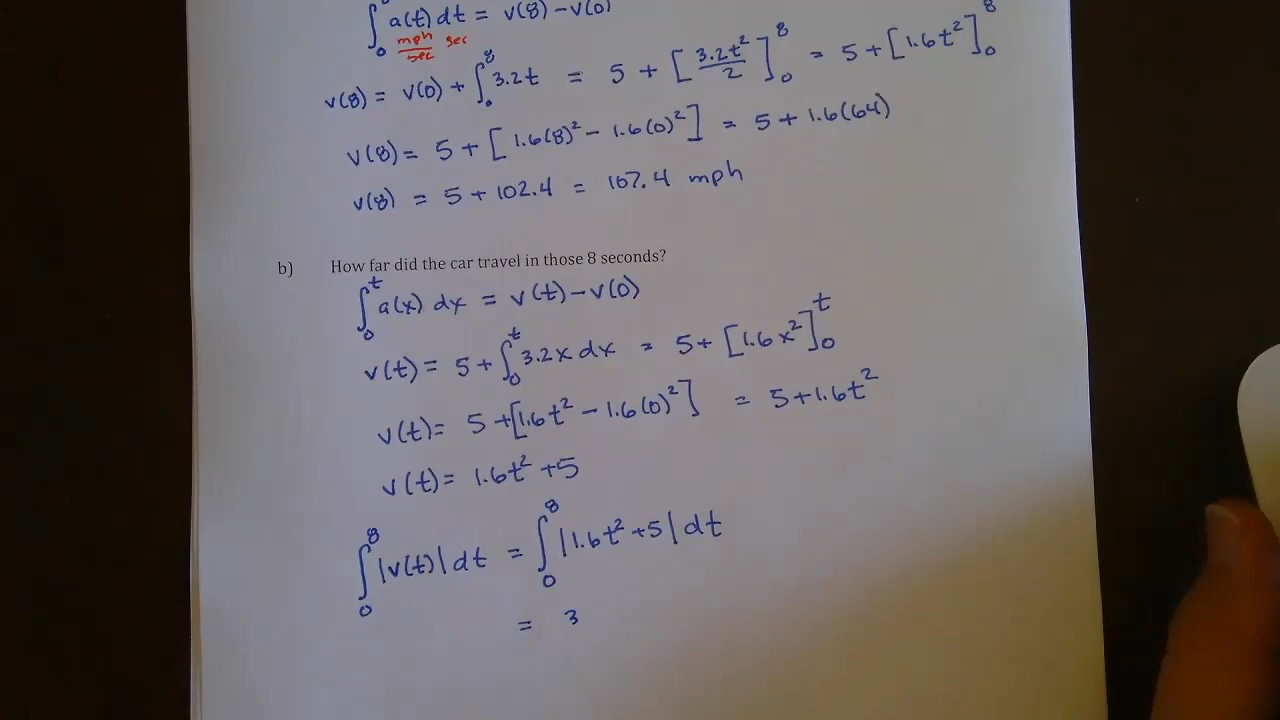 ∫₀⁸ a(t) dt = v(8) - v(0)
mph/sec sec
v(8) = v(0) + ∫₀⁸ 3.2t = 5 + [3.2t²/2]₀⁸ = 5 + [1.6t²]₀⁸
v(8) = 5 + [1.6(8)² - 1.6(0)²] = 5 + 1.6(64)
v(8) = 5 + 102.4 = 107.4 mph
b) How far did the car travel in those 8 seconds?
∫₀ᵗ a(x) dx = v(t) - v(0)
v(t) = 5 + ∫₀ᵗ 3.2x dx = 5 + [1.6x²]₀ᵗ
v(t) = 5 + [1.6t² - 1.6(0)²] = 5 + 1.6t²
v(t) = 1.6t² + 5
∫₀⁸ |v(t)| dt = ∫₀⁸ |1.6t² + 5| dt
= 3